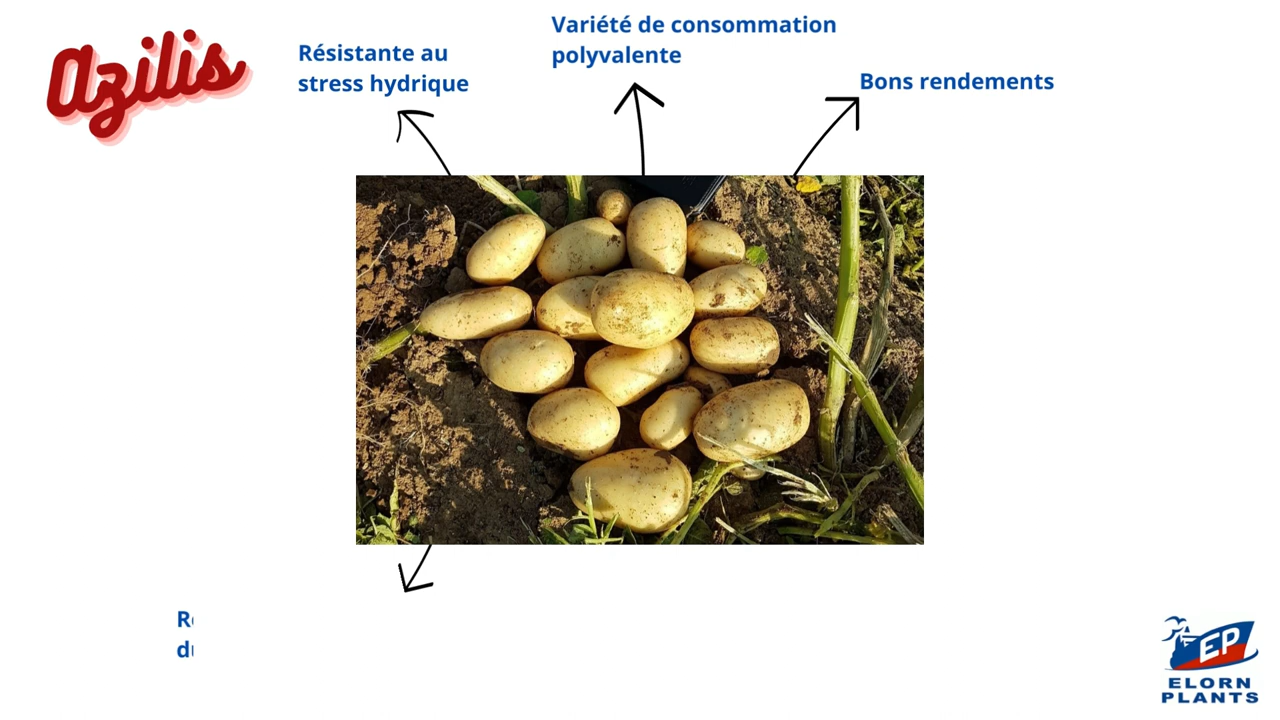 Azilis
Résistante au
stress hydrique
Variété de consommation
polyvalente
Bons rendements
EP
ELORN
PLANTS